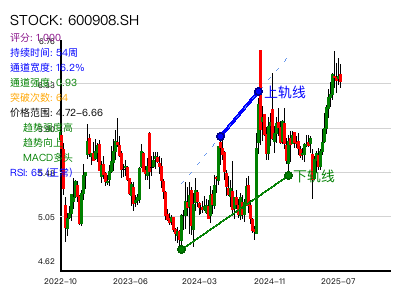 STOCK: 600908.SH
评分: 1.000
持续时间: 54周
通道宽度: 16.2%
通道强度: 0.93
突破次数: 64
价格范围: 4.72-6.66
趋势强度高
趋势向上
MACD多头
RSI:
上轨线
下轨线
5.05
4.62
2022-10
2023-06
2024-03
2024-11
2025-07